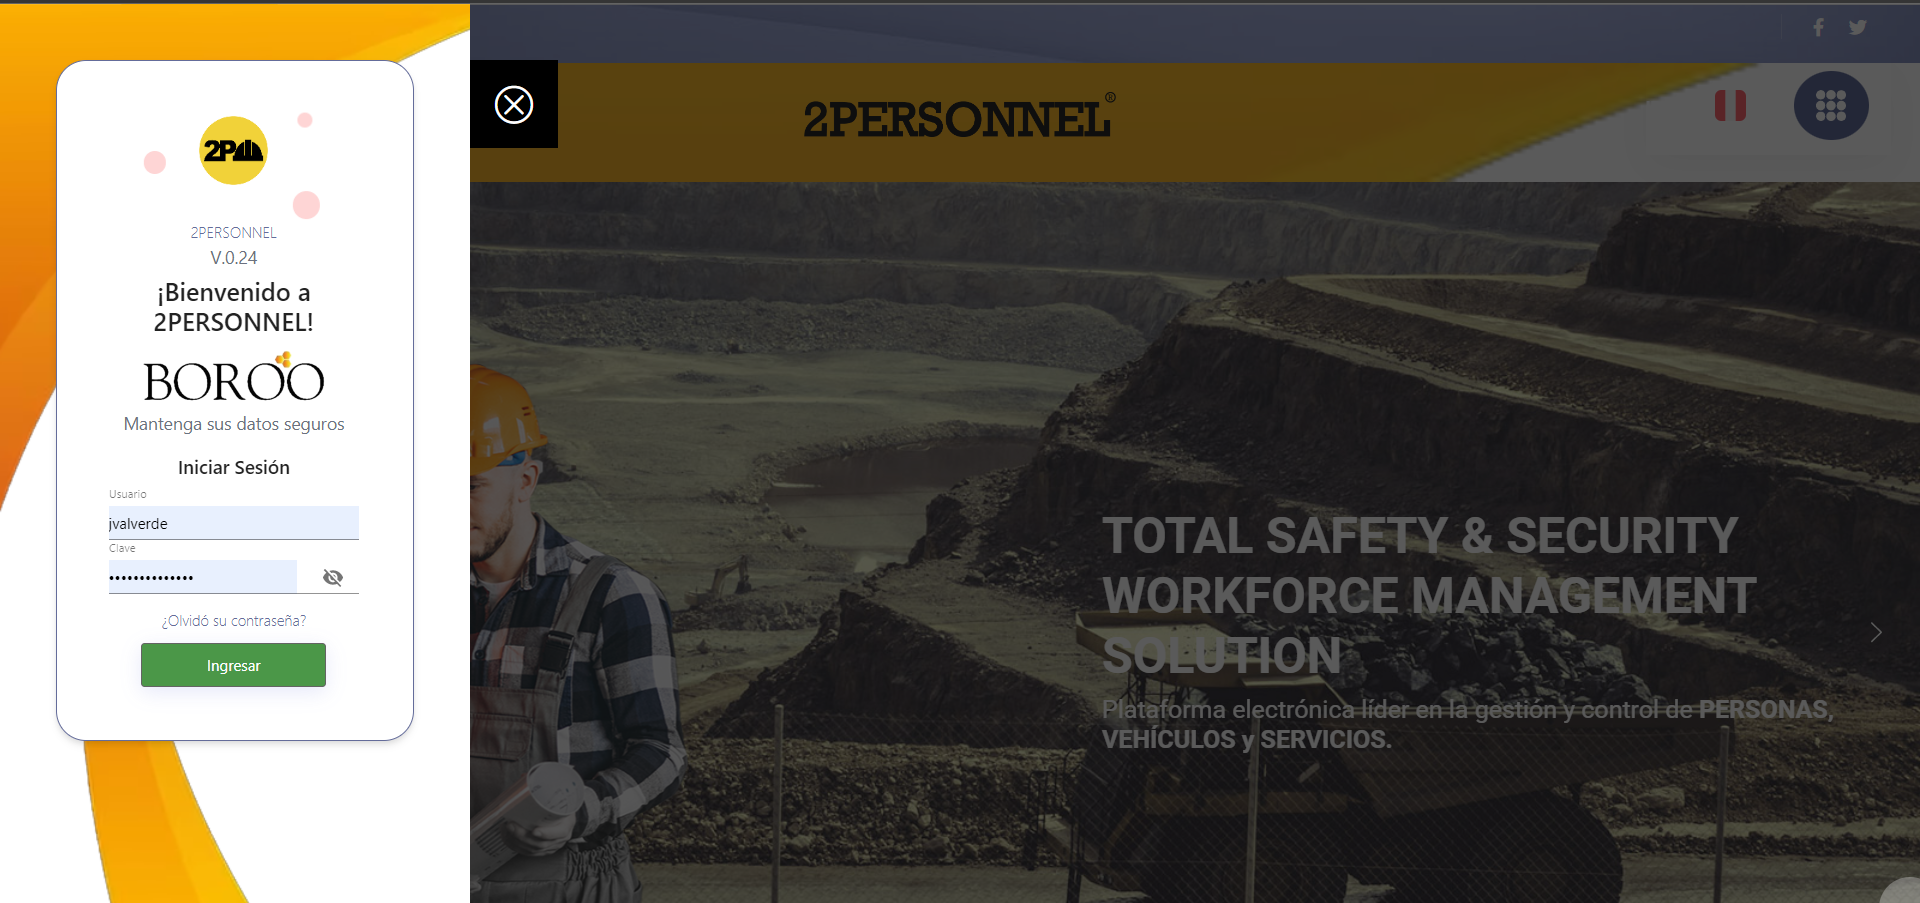 2P
2PERSONNEL
V.0.24
¡Bienvenido a
2PERSONNEL!
BOROO
Mantenga sus datos seguros
Iniciar Sesión
Usuario
jvalverde
Clave
••••••••••••••
¿Olvidó su contraseña?
Ingresar
2PERSONNEL®
TOTAL SAFETY & SECURITY
WORKFORCE MANAGEMENT
SOLUTION
Plataforma electrónica líder en la gestión y control de PERSONAS,
VEHÍCULOS y SERVICIOS.